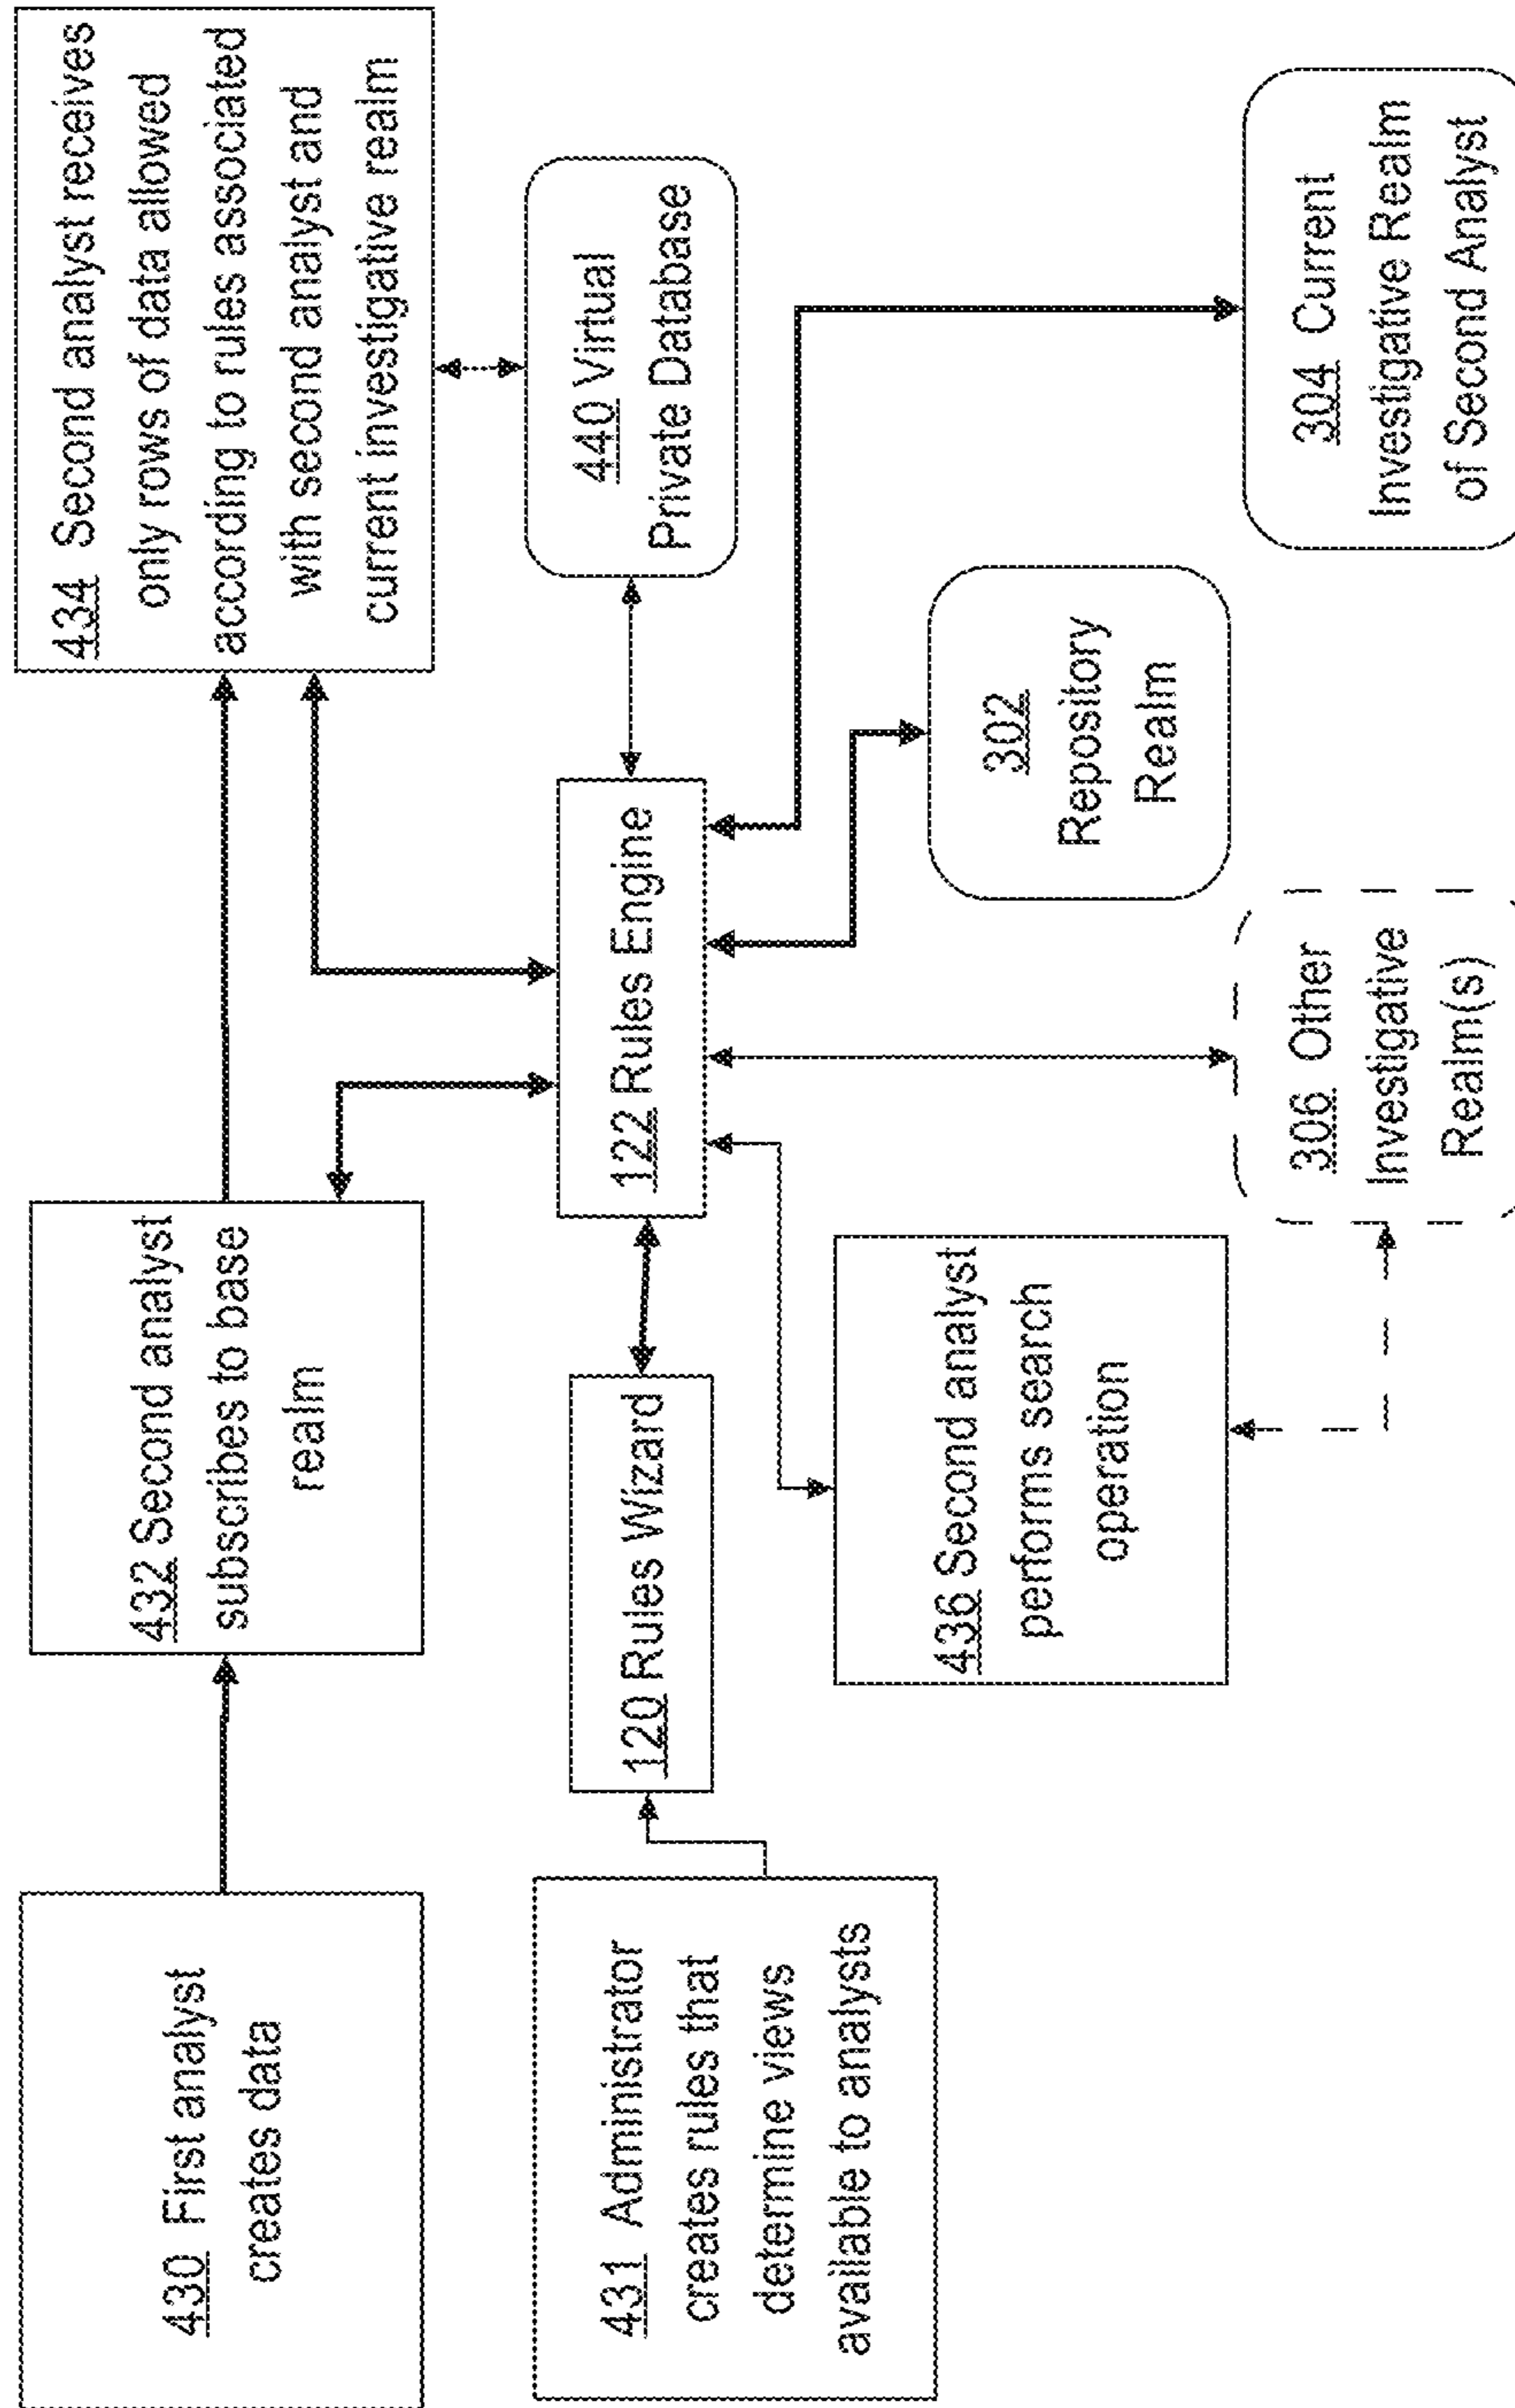 430 First analyst
creates data
432 Second analyst
subscribes to base
realm
434 Second analyst receives
only rows of data allowed
according to rules associated
with second analyst and
current investigative realm
431 Administrator
creates rules that
determine views
available to analysts
120 Rules Wizard
122 Rules Engine
440 Virtual
Private Database
436 Second analyst
performs search
operation
302
Repository
Realm
306 Other
Investigative
Realm(s)
304 Current
Investigative Realm
of Second Analyst